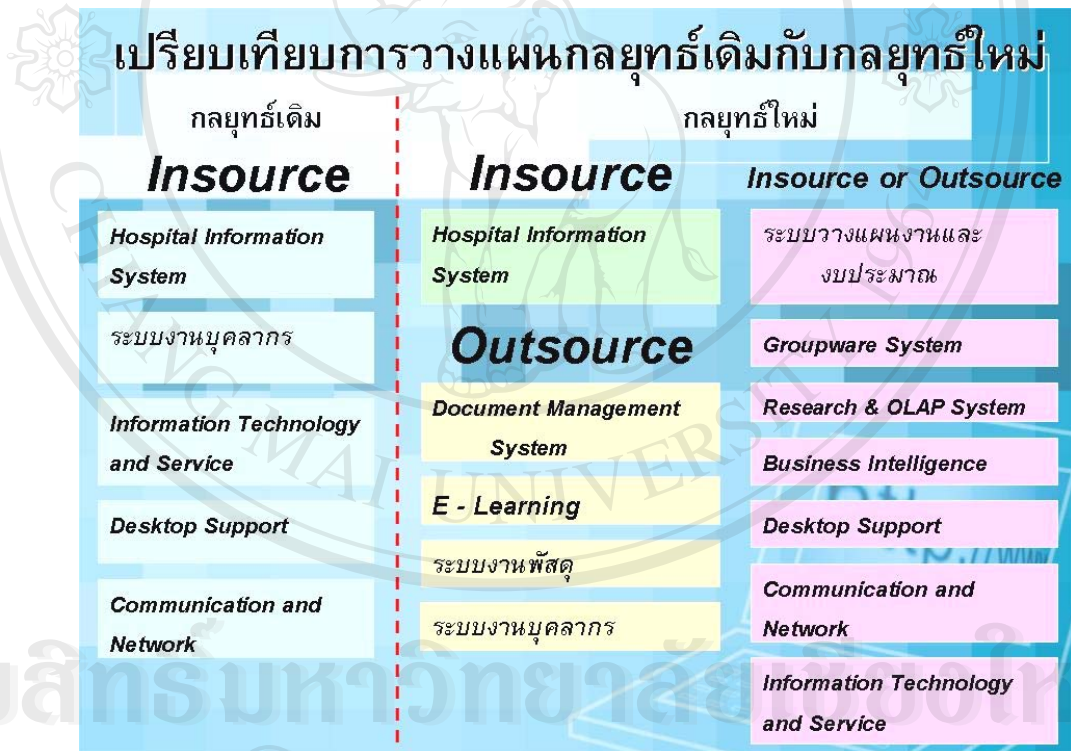 เปรียบเทียบการวางแผนกลยุทธ์เดิมกับกลยุทธ์ใหม่
กลยุทธ์เดิม
Insource
Hospital Information
System
ระบบงานบุคลากร
Information Technology
and Service
Desktop Support
Communication and
Network
กลยุทธ์ใหม่
Insource
Hospital Information
System
Outsource
Document Management
System
E - Learning
ระบบงานพัสดุ
ระบบงานบุคลากร
Insource or Outsource
ระบบวางแผนงานและ
งบประมาณ
Groupware System
Research & OLAP System
Business Intelligence
Desktop Support
Communication and
Network
Information Technology
and Service
CHIANG MAI UNIVERSITY 196
http://www